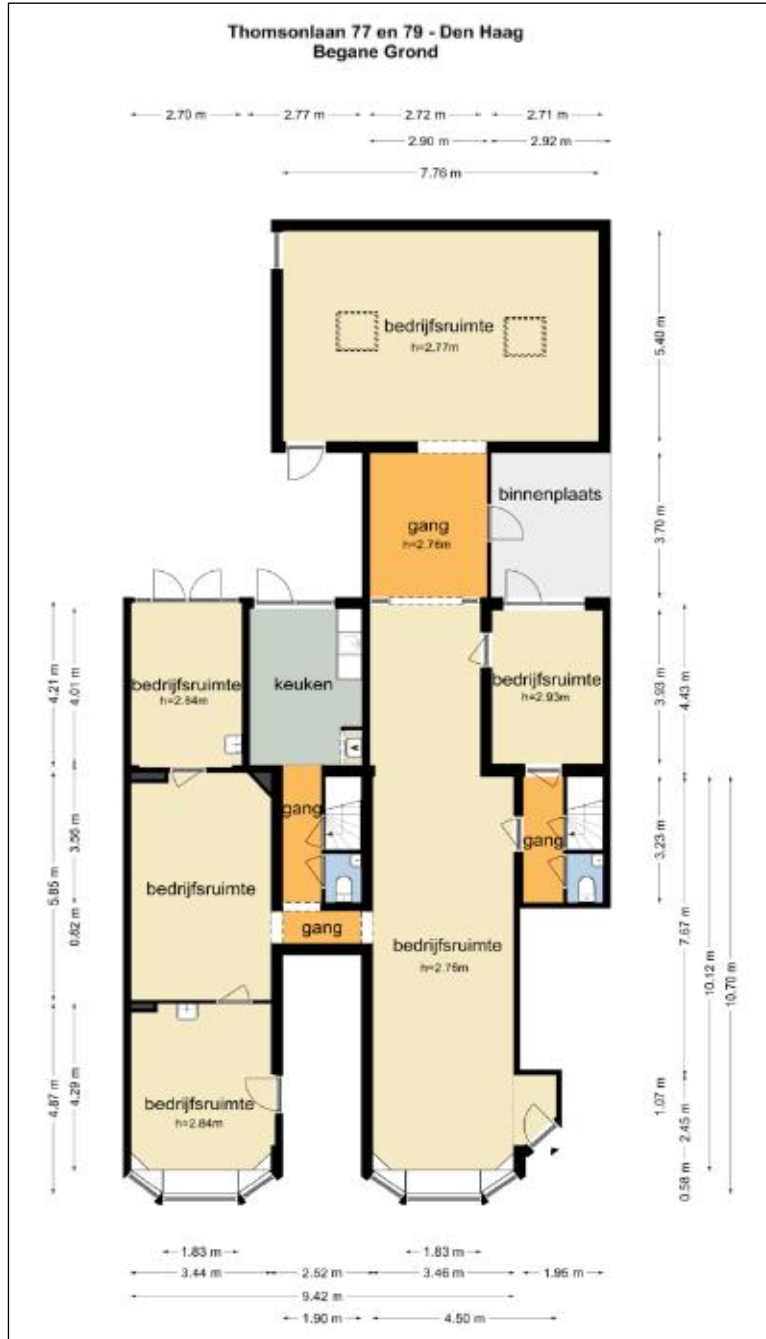 Thomsonlaan 77 en 79 - Den Haag
Begane Grond
2.70 m
2.77 m
2.72 m
2.71 m
2.90 m
2.92 m
7.76 m
bedrijfsruimte
h=2.77m
5.40 m
binnenplaats
gang
h=2.76m
3.70 m
4.21 m
4.01 m
bedrijfsruimte
h=2.84m
keuken
bedrijfsruimte
h=2.93m
3.93 m
4.43 m
A
gang
gang
3.56 m
5.85 m
0.82 m
3.23 m
bedrijfsruimte
gang
bedrijfsruimte
h=2.76m
7.67 m
10.12 m
10.70 m
4.87 m
4.29 m
bedrijfsruimte
h=2.84m
1.07 m
2.45 m
0.58 m
1.83 m
1.83 m
3.44 m
2.52 m
3.46 m
1.95 m
9.42 m
1.90 m
4.50 m